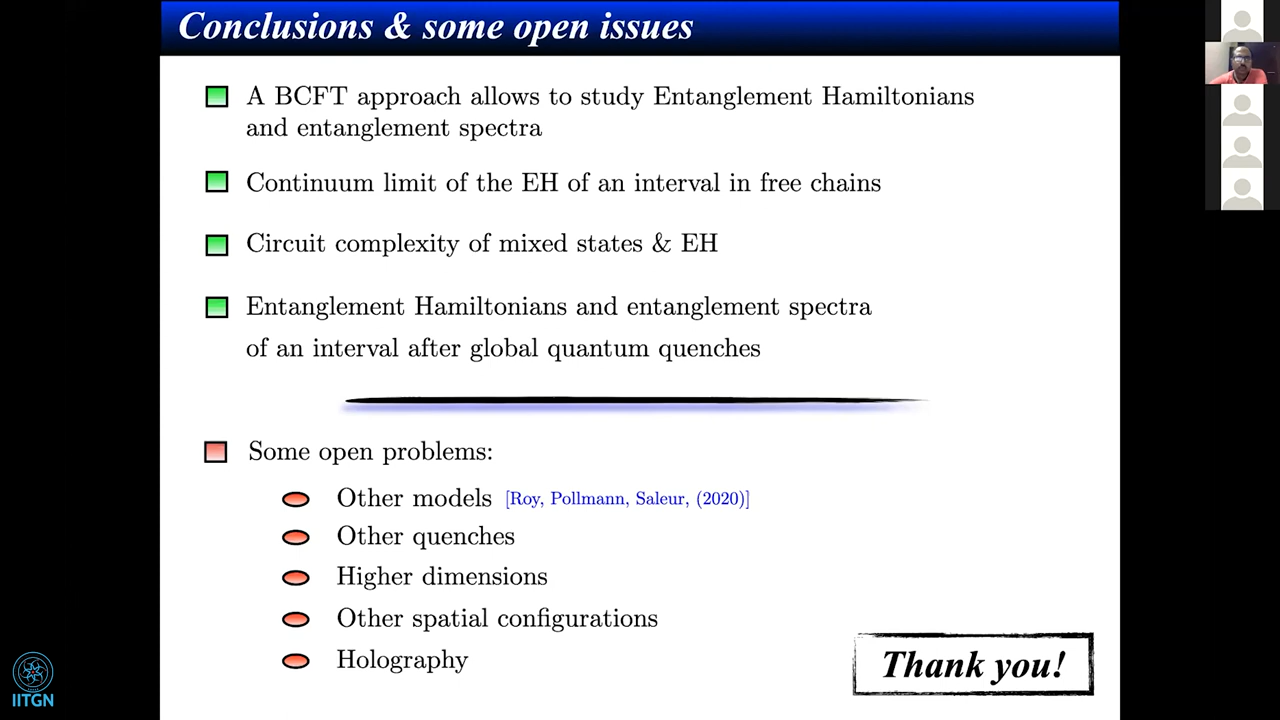 Conclusions & some open issues
A BCFT approach allows to study Entanglement Hamiltonians
and entanglement spectra
Continuum limit of the EH of an interval in free chains
Circuit complexity of mixed states & EH
Entanglement Hamiltonians and entanglement spectra
of an interval after global quantum quenches
Some open problems:
Other models [Roy, Pollmann, Saleur, (2020)]
Other quenches
Higher dimensions
Other spatial configurations
Holography
Thank you!
IITGN